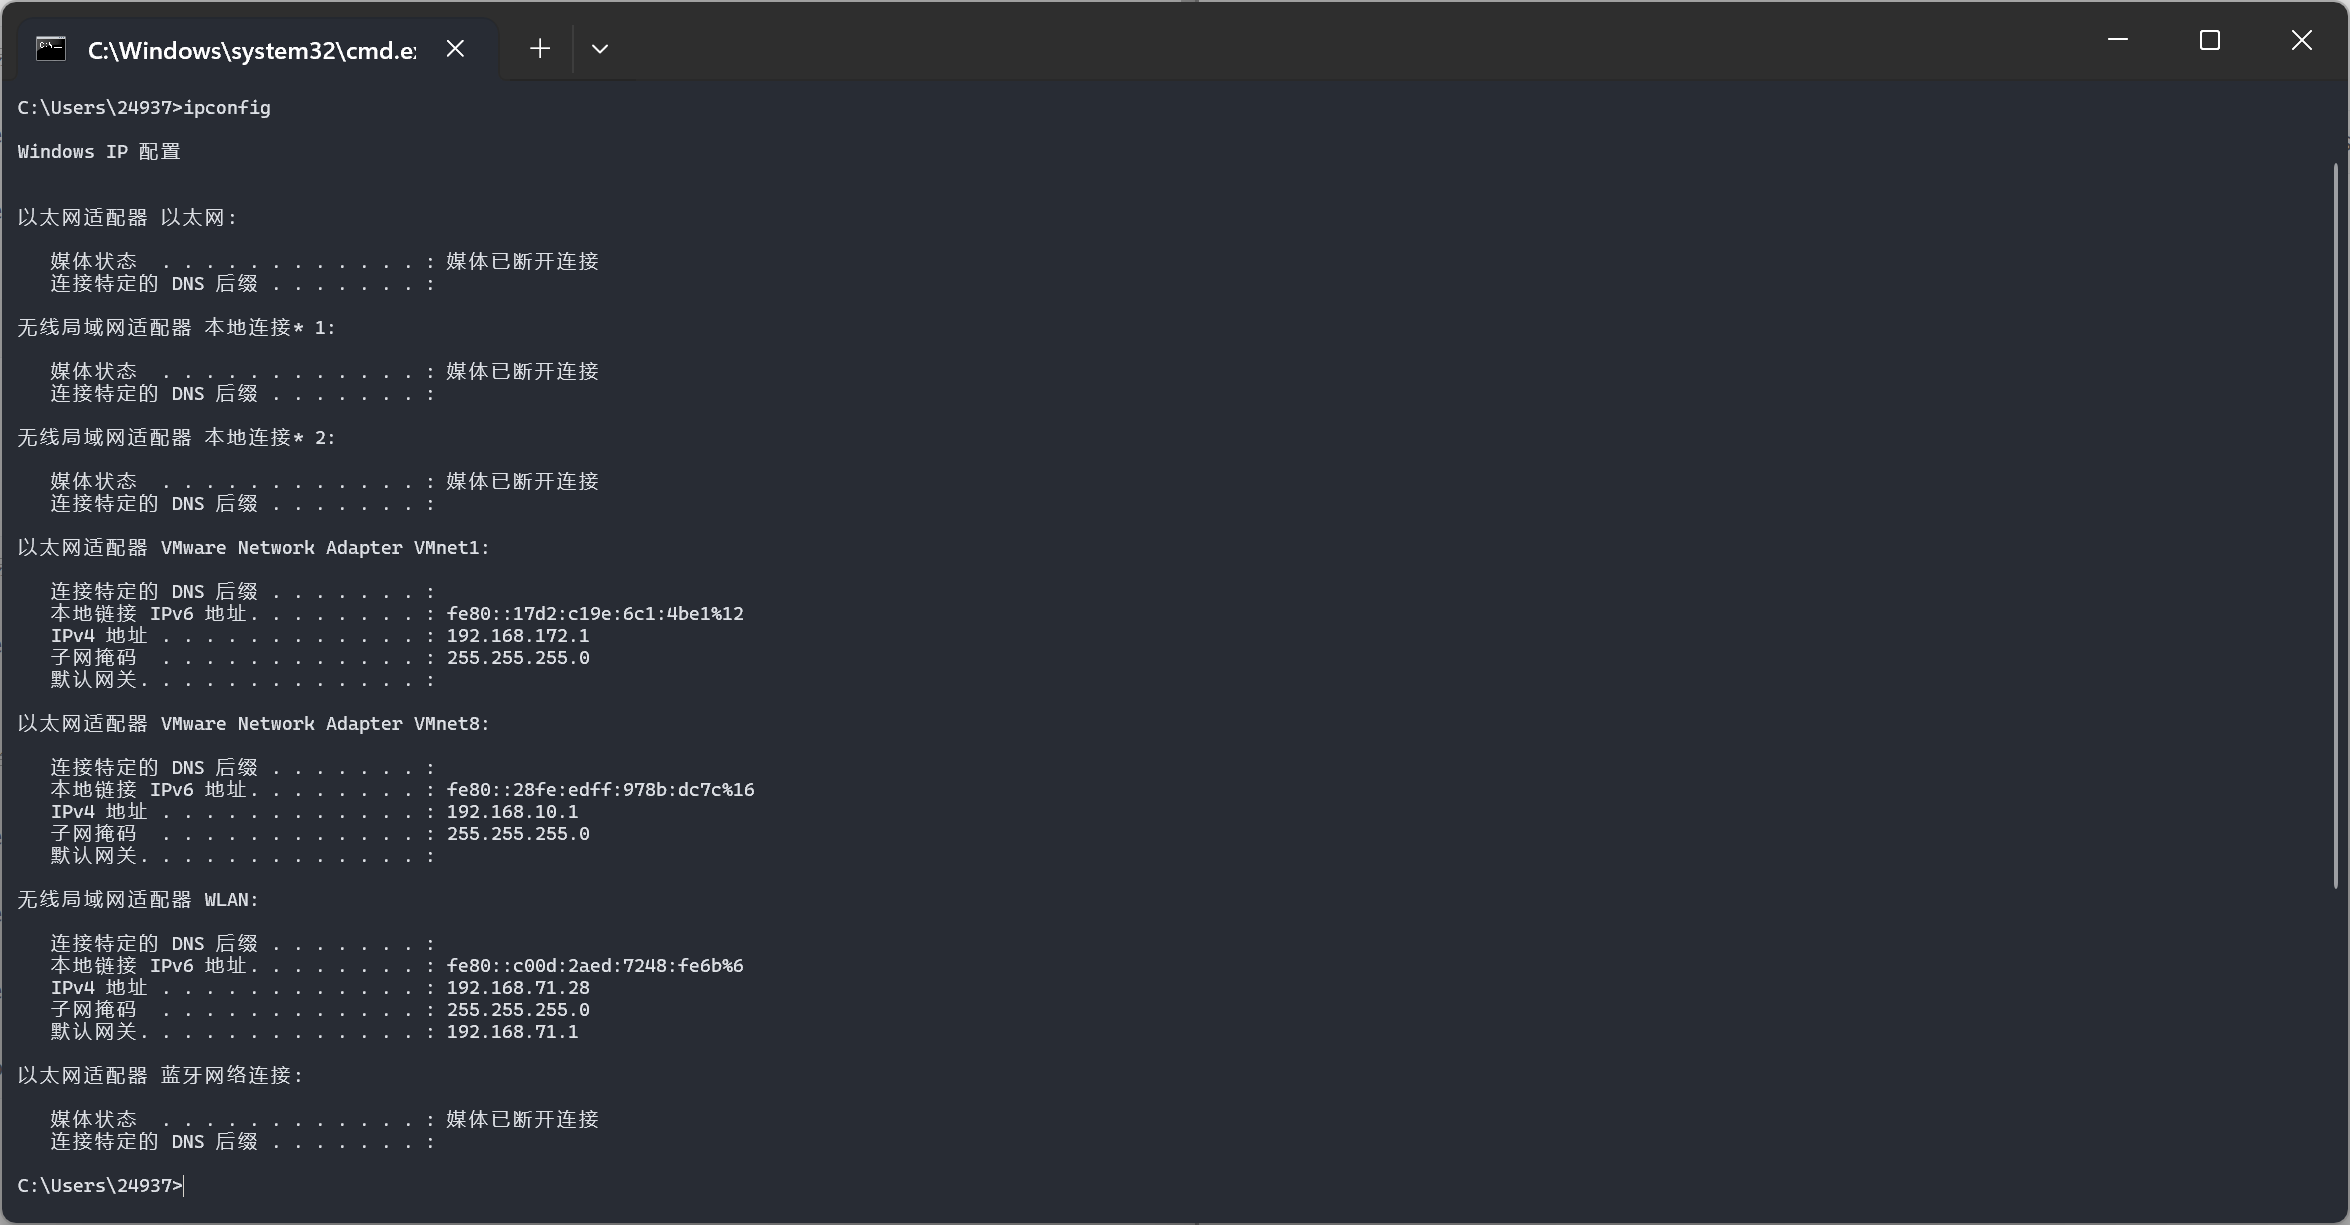 C:\Windows\system32\cmd.e
C:\Users\24937>ipconfig
Windows IP 配置
以太网适配器 以太网:
媒体状态  . . . . . . . . . . . . : 媒体已断开连接
连接特定的 DNS 后缀 . . . . . . . :
无线局域网适配器 本地连接* 1:
媒体状态  . . . . . . . . . . . . : 媒体已断开连接
连接特定的 DNS 后缀 . . . . . . . :
无线局域网适配器 本地连接* 2:
媒体状态  . . . . . . . . . . . . : 媒体已断开连接
连接特定的 DNS 后缀 . . . . . . . :
以太网适配器 VMware Network Adapter VMnet1:
连接特定的 DNS 后缀 . . . . . . . :
本地链接 IPv6 地址. . . . . . . . : fe80::17d2:c19e:6c1:4be1%12
IPv4 地址 . . . . . . . . . . . . : 192.168.172.1
子网掩码  . . . . . . . . . . . . : 255.255.255.0
默认网关. . . . . . . . . . . . . :
以太网适配器 VMware Network Adapter VMnet8:
连接特定的 DNS 后缀 . . . . . . . :
本地链接 IPv6 地址. . . . . . . . : fe80::28fe:edff:978b:dc7c%16
IPv4 地址 . . . . . . . . . . . . : 192.168.10.1
子网掩码  . . . . . . . . . . . . : 255.255.255.0
默认网关. . . . . . . . . . . . . :
无线局域网适配器 WLAN:
连接特定的 DNS 后缀 . . . . . . . :
本地链接 IPv6 地址. . . . . . . . : fe80::c00d:2aed:7248:fe6b%6
IPv4 地址 . . . . . . . . . . . . : 192.168.71.28
子网掩码  . . . . . . . . . . . . : 255.255.255.0
默认网关. . . . . . . . . . . . . : 192.168.71.1
以太网适配器 蓝牙网络连接:
媒体状态  . . . . . . . . . . . . : 媒体已断开连接
连接特定的 DNS 后缀 . . . . . . . :
C:\Users\24937>